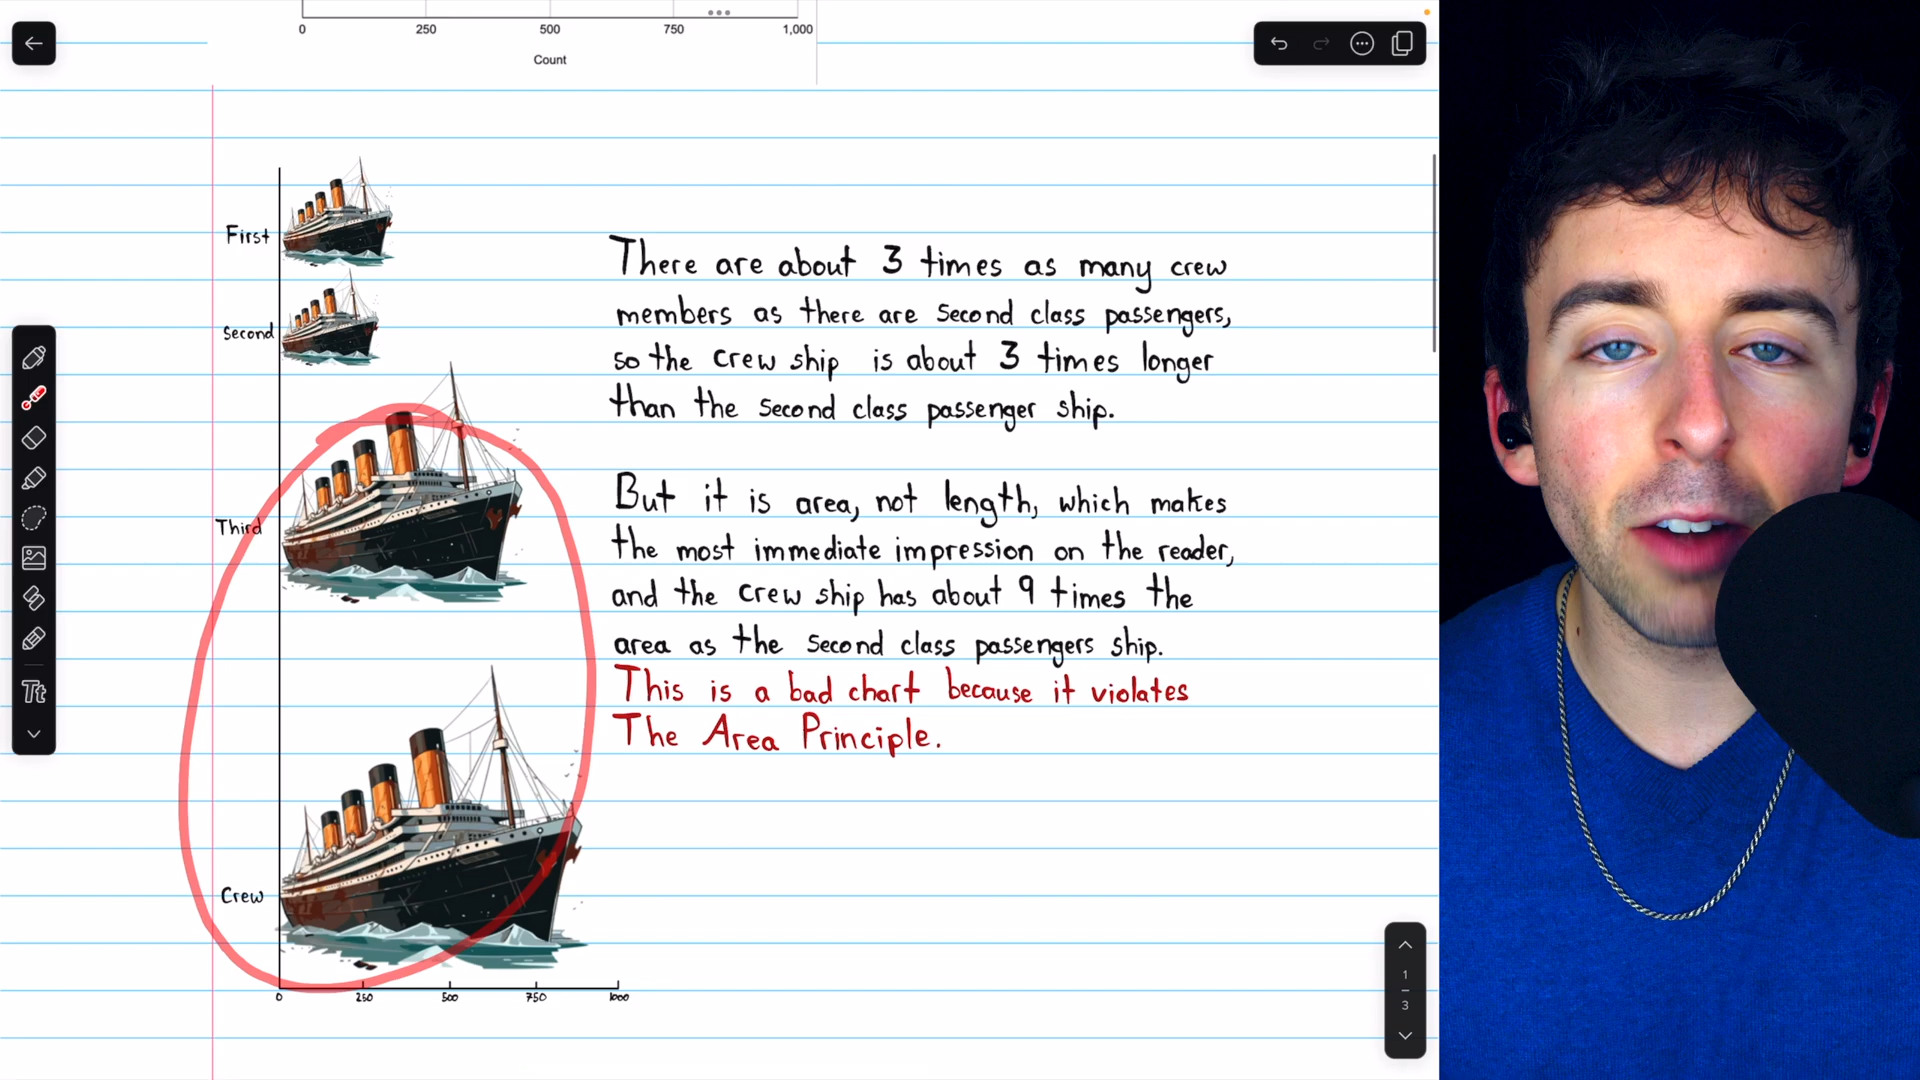 0 250 500 750 1,000
Count
First
Second
Third
Crew
0 250 500 750 1000
There are about 3 times as many crew
members as there are second class passengers,
so the crew ship is about 3 times longer
than the second class passenger ship.
But it is area, not length, which makes
the most immediate impression on the reader,
and the crew ship has about 9 times the
area as the second class passengers ship.
This is a bad chart because it violates
The Area Principle.
Tt
1
3